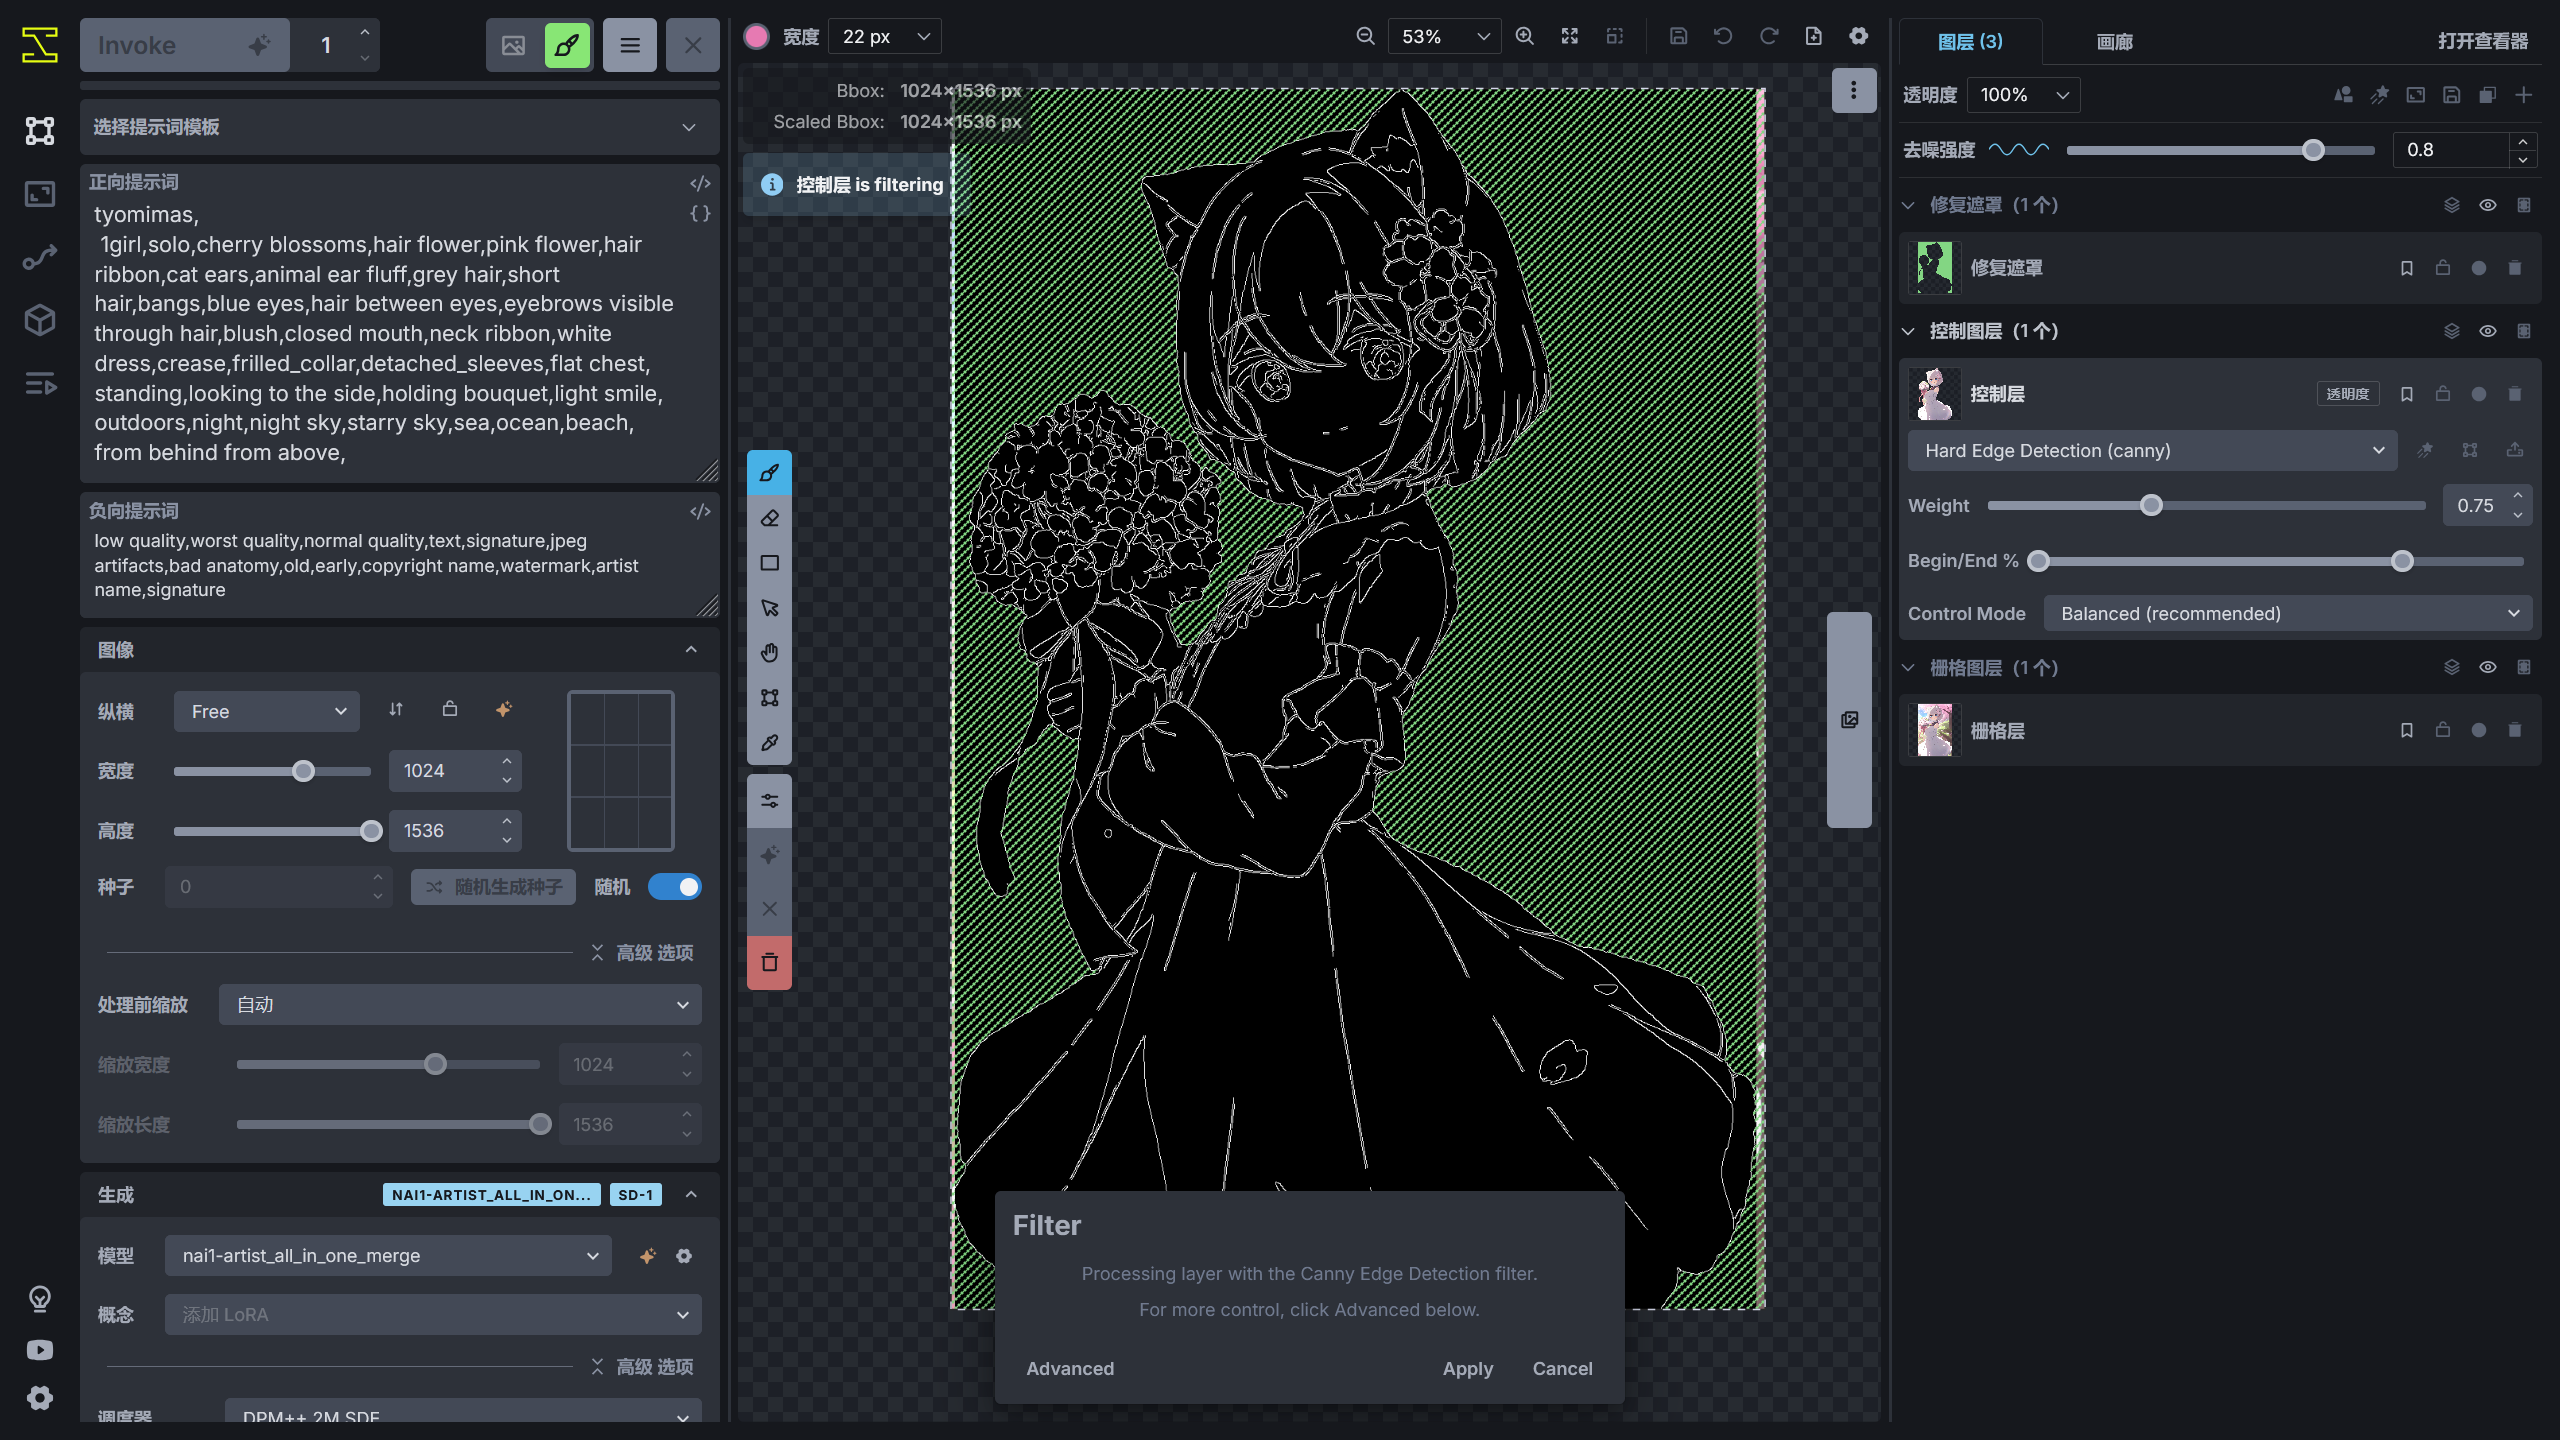 Invoke
1
选择提示词模板
正向提示词
tyomimas,
1girl,solo,cherry blossoms,hair flower,pink flower,hair
ribbon,cat ears,animal ear fluff,grey hair,short
hair,bangs,blue eyes,hair between eyes,eyebrows visible
through hair,blush,closed mouth,neck ribbon,white
dress,crease,frilled_collar,detached_sleeves,flat chest,
standing,looking to the side,holding bouquet,light smile,
outdoors,night,night sky,starry sky,sea,ocean,beach,
from behind from above,
负向提示词
low quality,worst quality,normal quality,text,signature,jpeg
artifacts,bad anatomy,old,early,copyright name,watermark,artist
name,signature
图像
纵横
Free
宽度
1024
高度
1536
种子
0
随机生成种子
随机
高级 选项
处理前缩放
自动
缩放宽度
1024
缩放长度
1536
生成
NAI1-ARTIST_ALL_IN_ON...
SD-1
模型
nai1-artist_all_in_one_merge
概念
添加 LoRA
高级 选项
调度器
DPM++ 2M SDE
宽度
22 px
53%
Bbox: 1024×1536 px
Scaled Bbox: 1024×1536 px
控制层 is filtering
Filter
Processing layer with the Canny Edge Detection filter.
For more control, click Advanced below.
Advanced
Apply
Cancel
图层 (3)
画廊
打开查看器
透明度
100%
去噪强度
0.8
修复遮罩 (1 个)
修复遮罩
控制图层 (1 个)
控制层
透明度
Hard Edge Detection (canny)
Weight
0.75
Begin/End %
Control Mode
Balanced (recommended)
栅格图层 (1 个)
栅格层